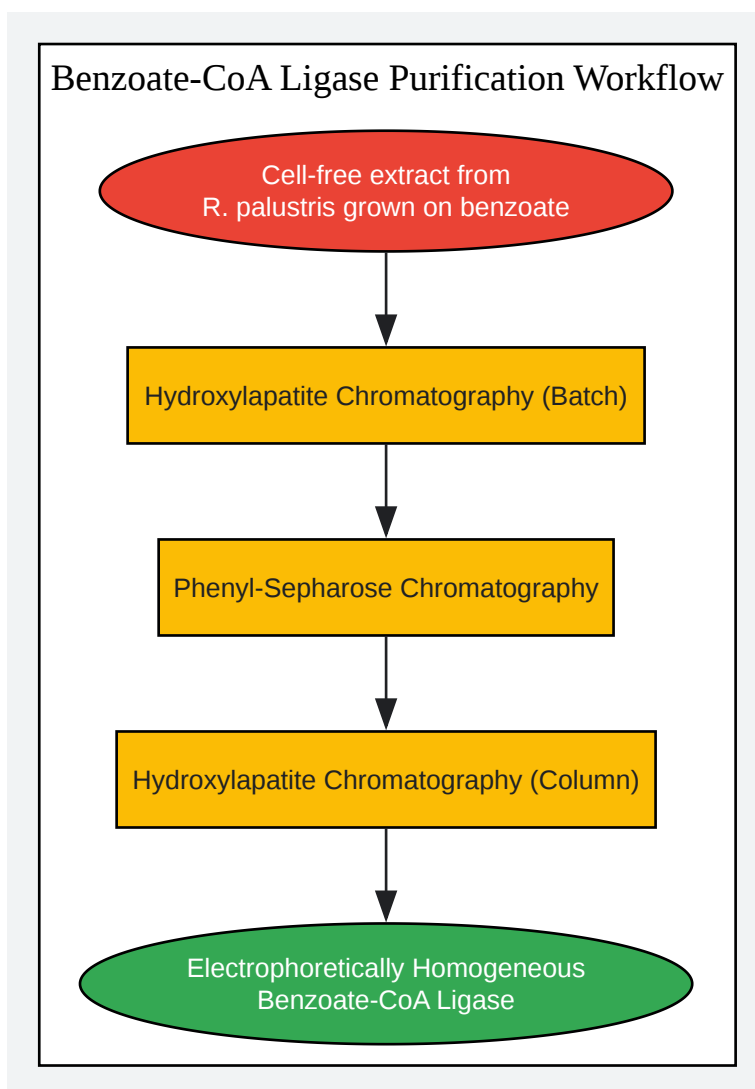 Benzoate-CoA Ligase Purification Workflow
Cell-free extract from
R. palustris grown on benzoate
Hydroxylapatite Chromatography (Batch)
Phenyl-Sepharose Chromatography
Hydroxylapatite Chromatography (Column)
Electrophoretically Homogeneous
Benzoate-CoA Ligase